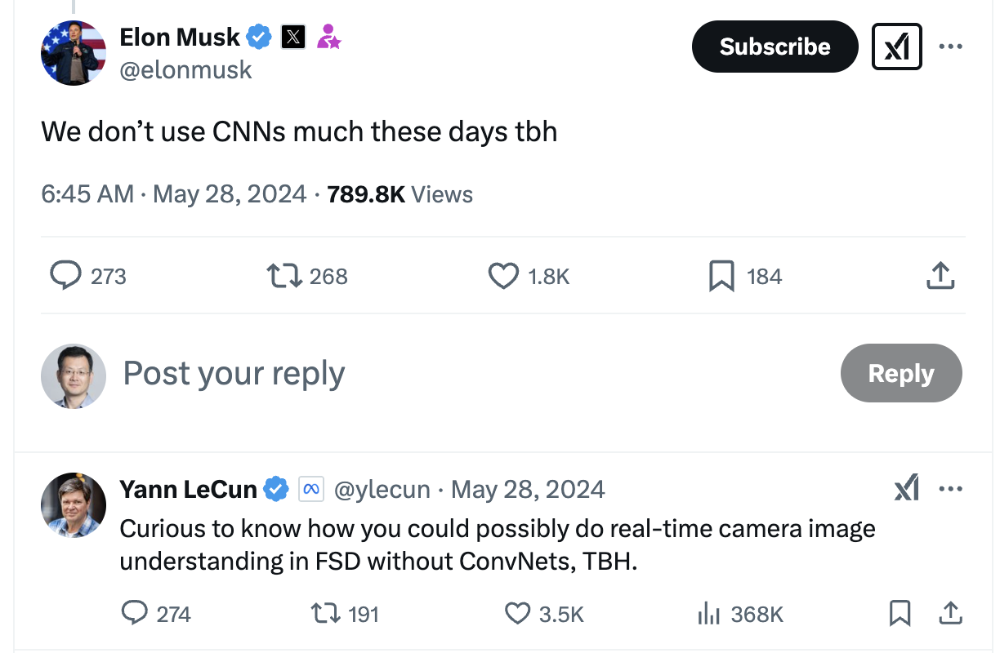 Elon Musk
Subscribe
@elonmusk
We don’t use CNNs much these days tbh
6:45 AM · May 28, 2024 · 789.8K Views
273 268 1.8K 184
Post your reply
Reply
Yann LeCun @ylecun · May 28, 2024
Curious to know how you could possibly do real-time camera image
understanding in FSD without ConvNets, TBH.
274 191 3.5K 368K